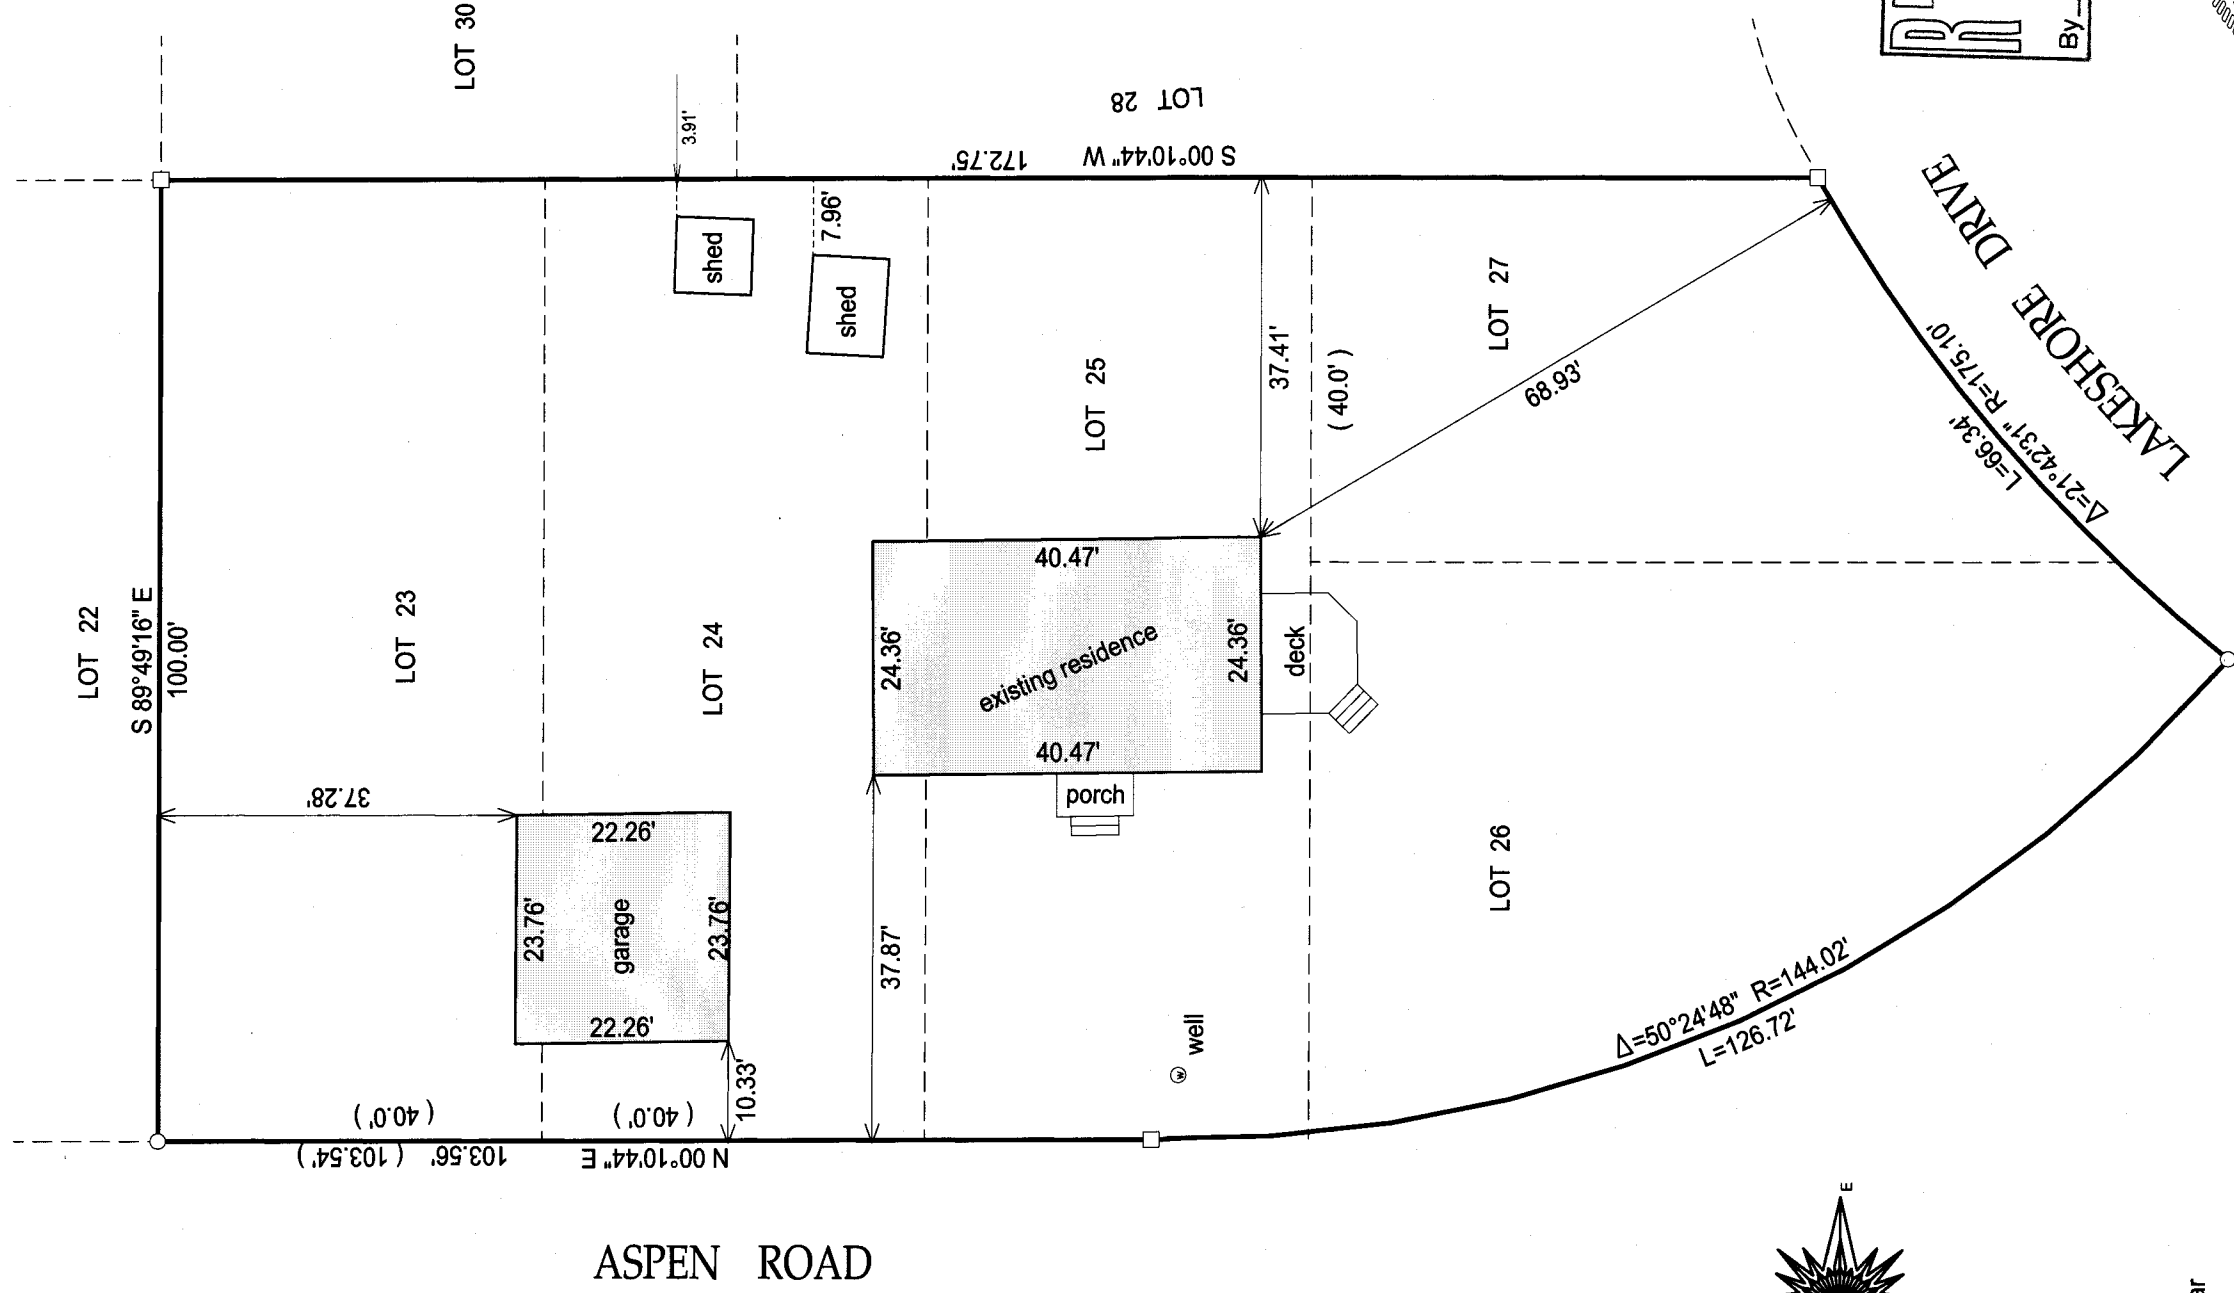 LOT 30
LOT 28
3.91'
S 00°10'44" W 172.75'
LOT 22
S 89°49'16" E
100.00'
LOT 23
LOT 24
LOT 25
LOT 27
LOT 26
shed
shed
7.96'
37.41'
( 40.0' )
68.93'
LAKESHORE DRIVE
Δ=21°42'31" R=175.10'
L=66.34'
40.47'
24.36'
existing residence
24.36'
40.47'
deck
porch
37.28'
22.26'
23.76'
garage
23.76'
22.26'
10.33'
37.87'
w
well
( 40.0' )
( 40.0' )
N 00°10'44" E 103.56' ( 103.54' )
Δ=50°24'48" R=144.02'
L=126.72'
ASPEN ROAD
E
By